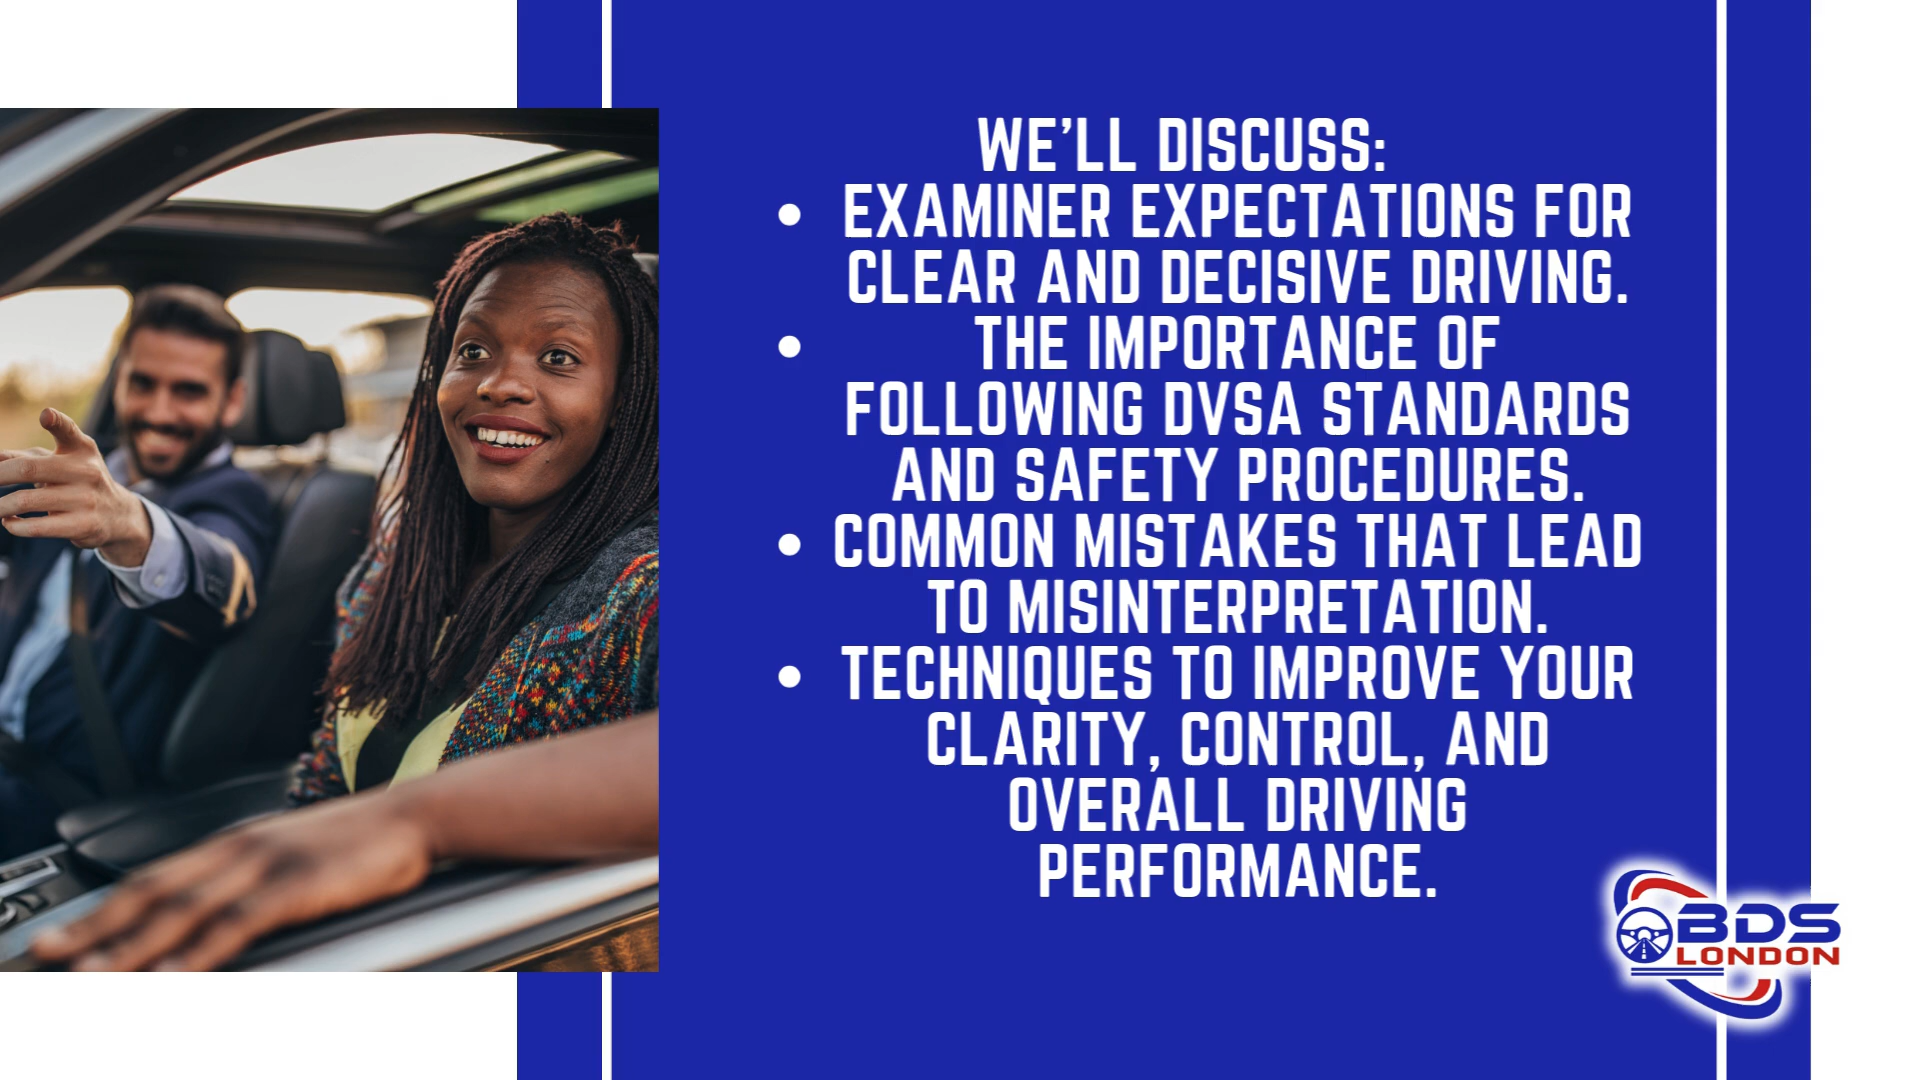 WE'LL DISCUSS:
• EXAMINER EXPECTATIONS FOR
CLEAR AND DECISIVE DRIVING.
• THE IMPORTANCE OF
FOLLOWING DVSA STANDARDS
AND SAFETY PROCEDURES.
• COMMON MISTAKES THAT LEAD
TO MISINTERPRETATION.
• TECHNIQUES TO IMPROVE YOUR
CLARITY, CONTROL, AND
OVERALL DRIVING
PERFORMANCE.
BDS
LONDON